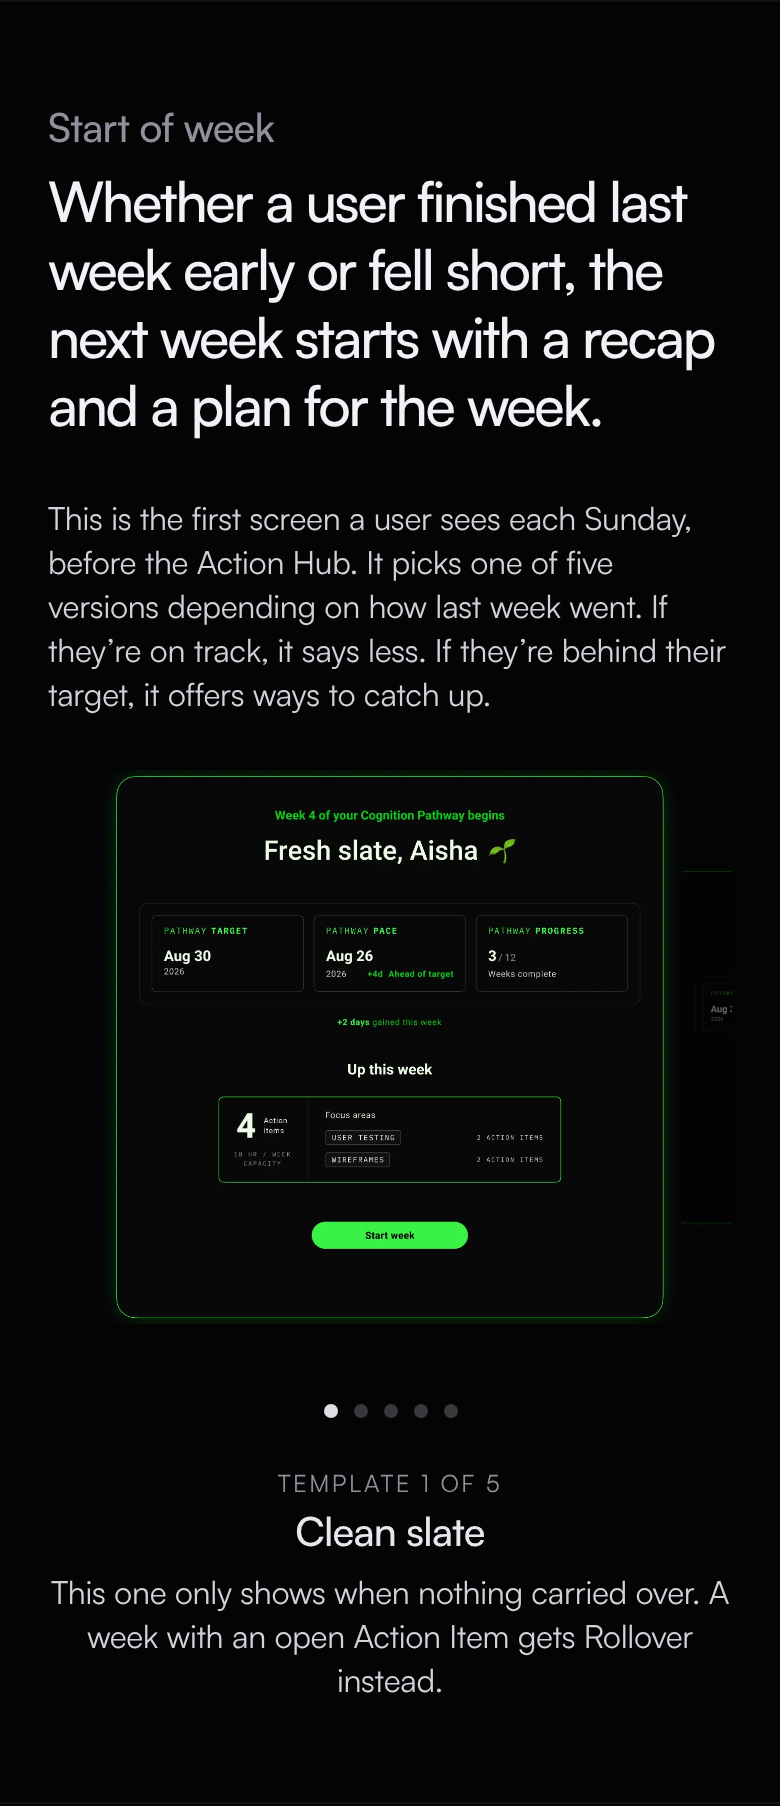 Start of week
Whether a user finished last
week early or fell short, the
next week starts with a recap
and a plan for the week.
This is the first screen a user sees each Sunday,
before the Action Hub. It picks one of five
versions depending on how last week went. If
they’re on track, it says less. If they’re behind their
target, it offers ways to catch up.
Week 4 of your Cognition Pathway begins
Fresh slate, Aisha 🌱
PATHWAY TARGET
Aug 30
2026
PATHWAY PACE
Aug 26
2026 +4d Ahead of target
PATHWAY PROGRESS
3 / 12
Weeks complete
+2 days gained this week
Up this week
4 Action items
10 HR / WEEK
CAPACITY
Focus areas
USER TESTING 2 ACTION ITEMS
WIREFRAMES 2 ACTION ITEMS
Start week
2026
TEMPLATE 1 OF 5
Clean slate
This one only shows when nothing carried over. A
week with an open Action Item gets Rollover
instead.